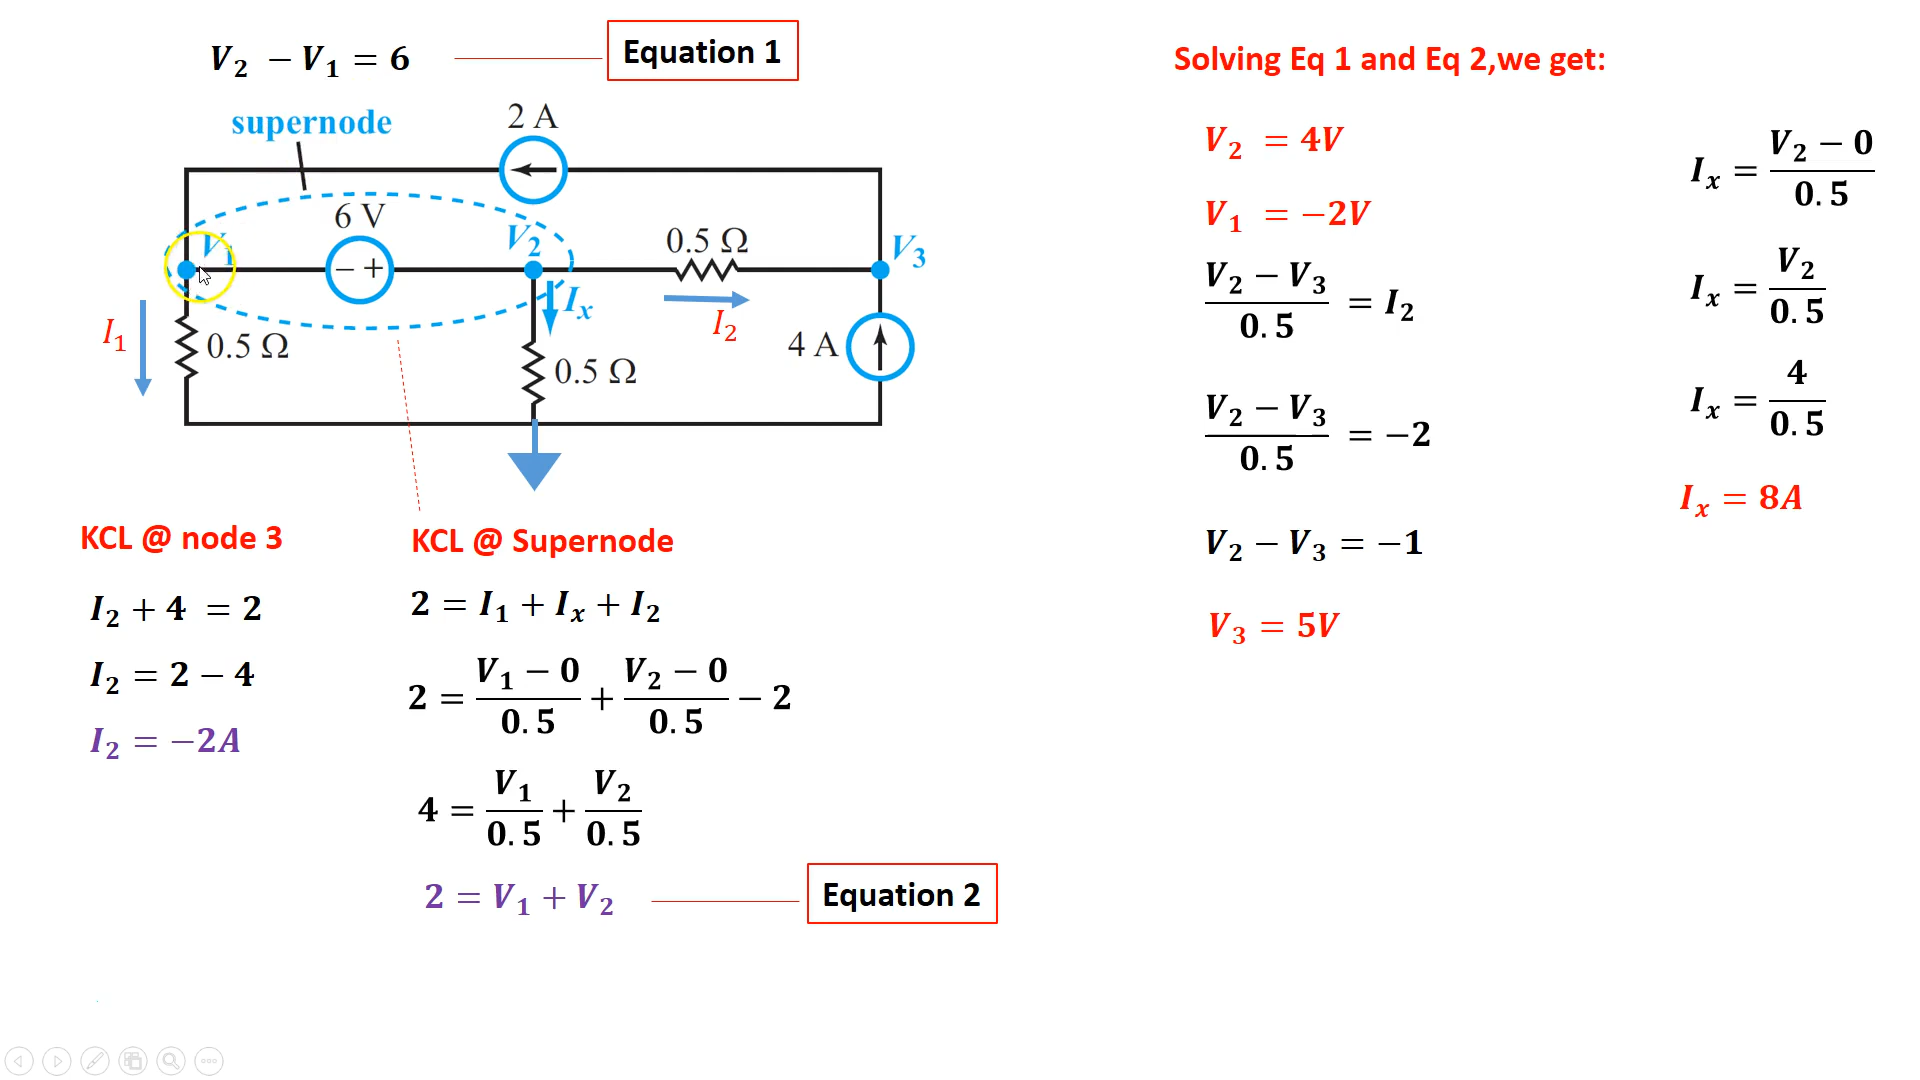 V₂ − V₁ = 6
Equation 1
supernode
2 A
6 V
V₁
V₂
0.5 Ω
V₃
Iₓ
I₁
0.5 Ω
I₂
4 A
0.5 Ω
KCL @ node 3
I₂ + 4 = 2
I₂ = 2 − 4
I₂ = −2A
KCL @ Supernode
2 = I₁ + Iₓ + I₂
2 = (V₁ − 0)/0.5 + (V₂ − 0)/0.5 − 2
4 = V₁/0.5 + V₂/0.5
2 = V₁ + V₂
Equation 2
Solving Eq 1 and Eq 2,we get:
V₂ = 4V
V₁ = −2V
(V₂ − V₃)/0.5 = I₂
(V₂ − V₃)/0.5 = −2
V₂ − V₃ = −1
V₃ = 5V
Iₓ = (V₂ − 0)/0.5
Iₓ = V₂/0.5
Iₓ = 4/0.5
Iₓ = 8A